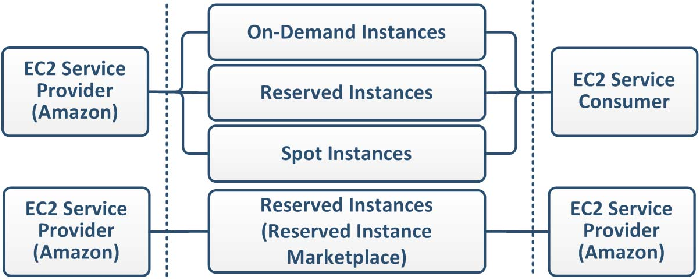 On-Demand Instances
EC2 Service
Provider
(Amazon)
Reserved Instances
EC2 Service
Consumer
Spot Instances
EC2 Service
Provider
(Amazon)
Reserved Instances
(Reserved Instance
Marketplace)
EC2 Service
Provider
(Amazon)